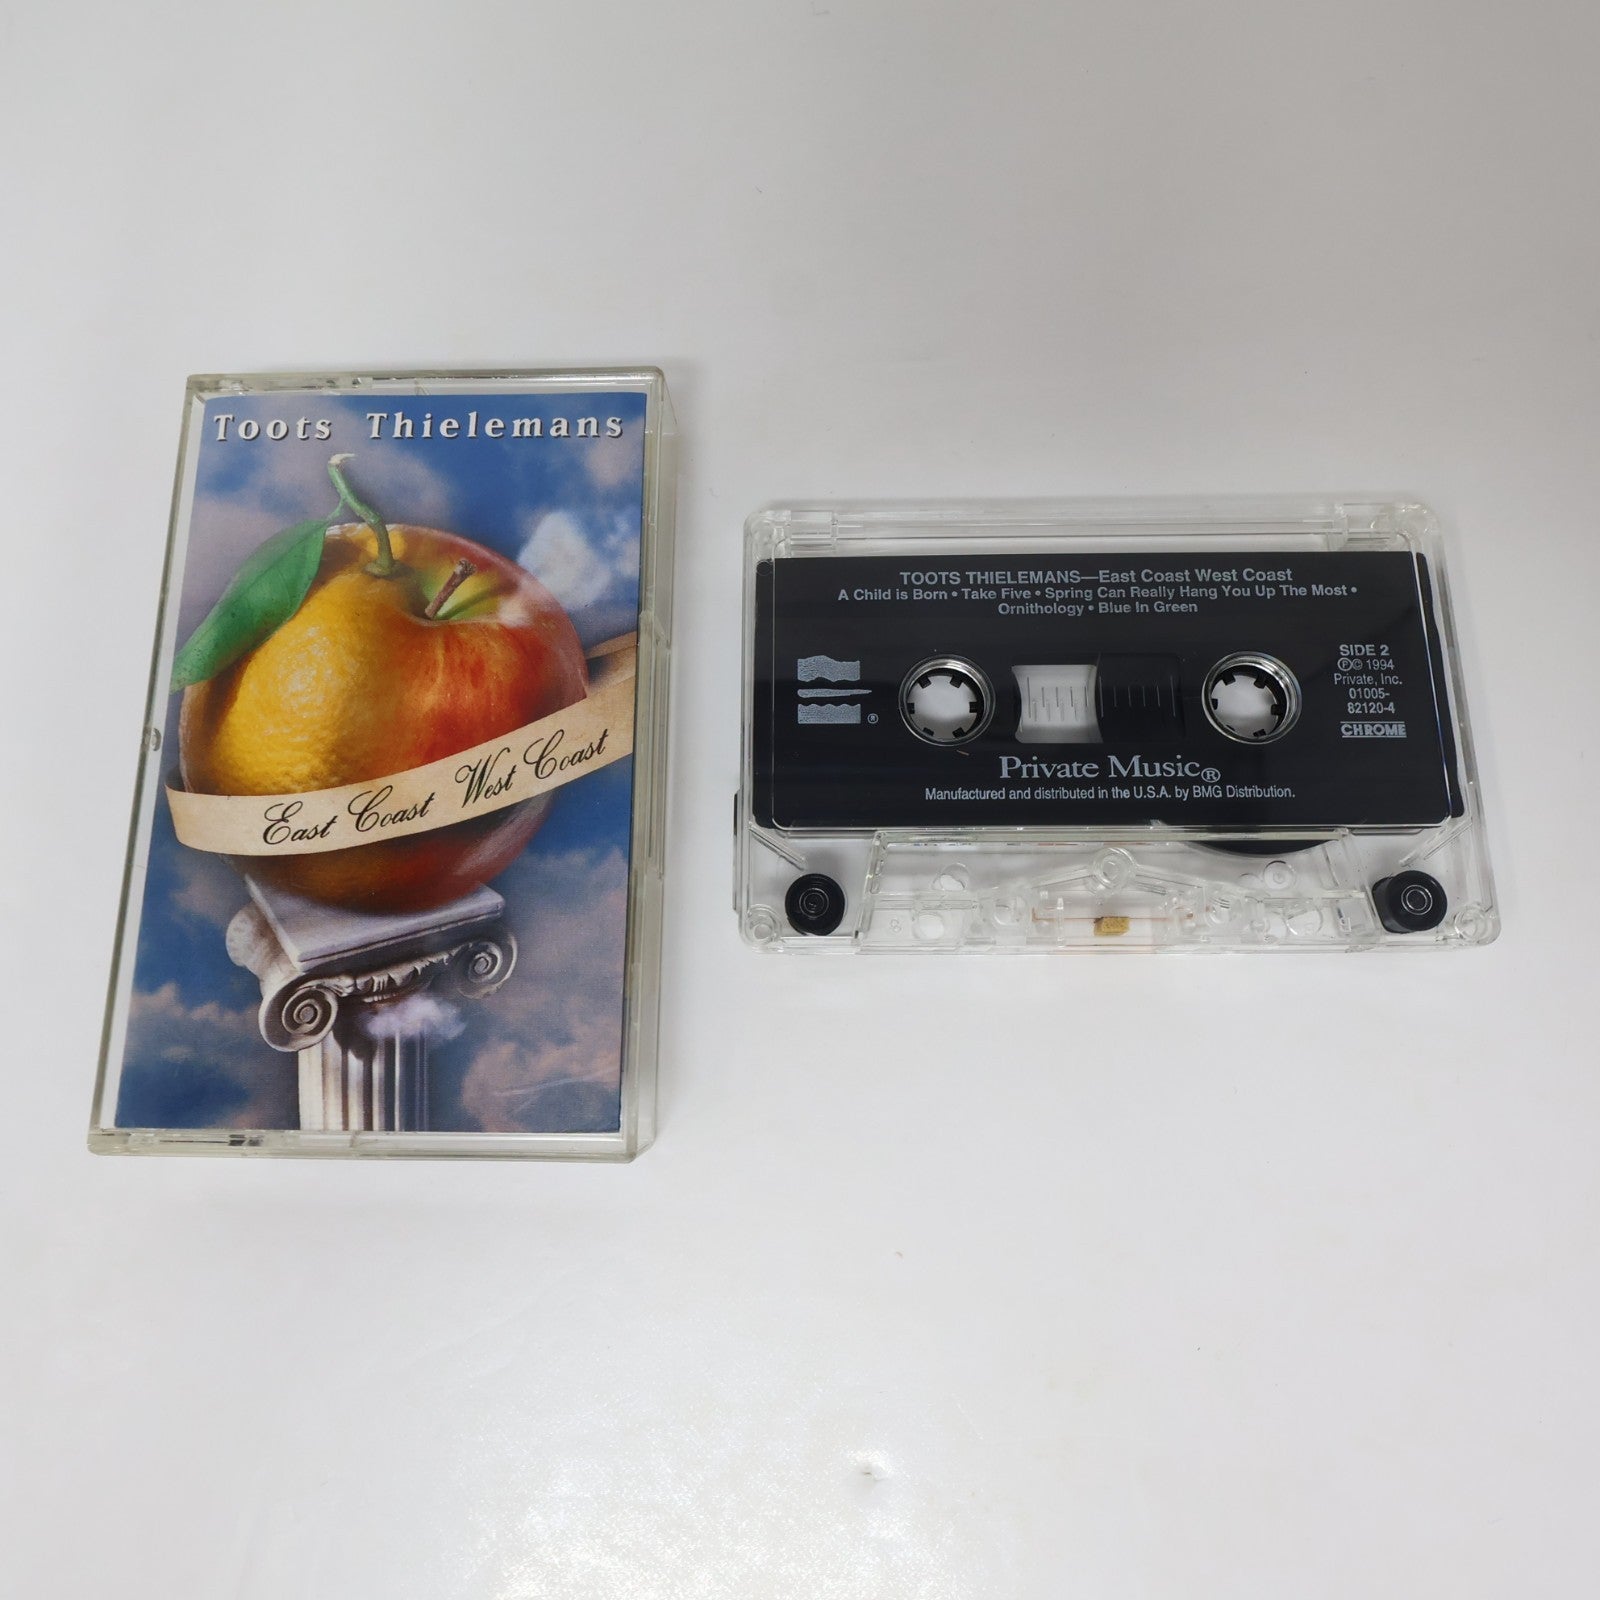 Toots Thielemans
East Coast West Coast
TOOTS THIELEMANS—East Coast West Coast
A Child is Born • Take Five • Spring Can Really Hang You Up The Most •
Ornithology • Blue In Green
SIDE 2
℗© 1994
Private, Inc.
01005-
82120-4
CHROME
®
Private Music®
Manufactured and distributed in the U.S.A. by BMG Distribution.